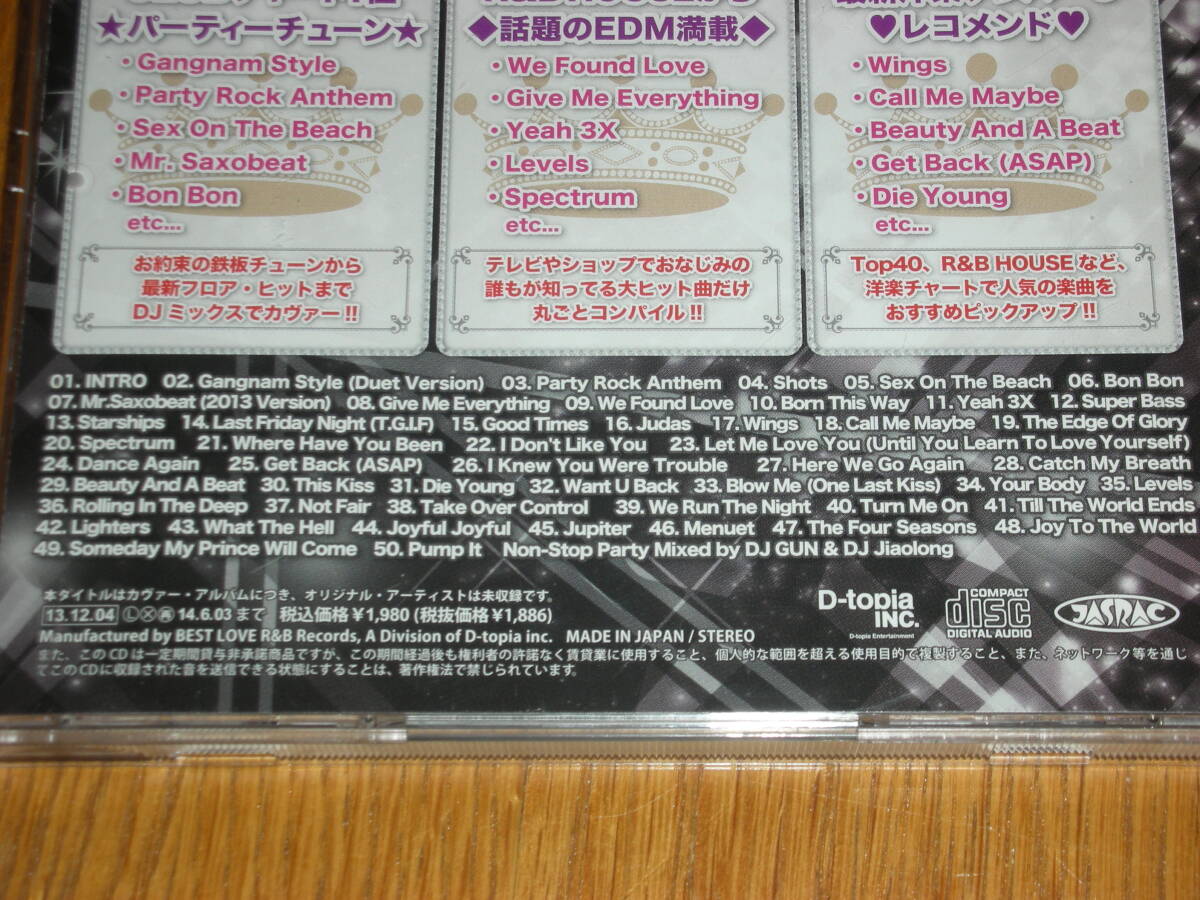 ★パーティーチューン★
・Gangnam Style
・Party Rock Anthem
・Sex On The Beach
・Mr. Saxobeat
・Bon Bon
etc...
お約束の鉄板チューンから
最新フロア・ヒットまで
DJミックスでカヴァー!!
◆話題のEDM満載◆
・We Found Love
・Give Me Everything
・Yeah 3X
・Levels
・Spectrum
etc...
テレビやショップでおなじみの
誰もが知ってる大ヒット曲だけ
丸ごとコンパイル!!
♥レコメンド♥
・Wings
・Call Me Maybe
・Beauty And A Beat
・Get Back (ASAP)
・Die Young
etc...
Top40、R&B HOUSEなど、
洋楽チャートで人気の楽曲を
おすすめピックアップ!!
01. INTRO 02. Gangnam Style (Duet Version) 03. Party Rock Anthem 04. Shots 05. Sex On The Beach 06. Bon Bon
07. Mr.Saxobeat (2013 Version) 08. Give Me Everything 09. We Found Love 10. Born This Way 11. Yeah 3X 12. Super Bass
13. Starships 14. Last Friday Night (T.G.I.F) 15. Good Times 16. Judas 17. Wings 18. Call Me Maybe 19. The Edge Of Glory
20. Spectrum 21. Where Have You Been 22. I Don't Like You 23. Let Me Love You (Until You Learn To Love Yourself)
24. Dance Again 25. Get Back (ASAP) 26. I Knew You Were Trouble 27. Here We Go Again 28. Catch My Breath
29. Beauty And A Beat 30. This Kiss 31. Die Young 32. Want U Back 33. Blow Me (One Last Kiss) 34. Your Body 35. Levels
36. Rolling In The Deep 37. Not Fair 38. Take Over Control 39. We Run The Night 40. Turn Me On 41. Till The World Ends
42. Lighters 43. What The Hell 44. Joyful Joyful 45. Jupiter 46. Menuet 47. The Four Seasons 48. Joy To The World
49. Someday My Prince Will Come 50. Pump It Non-Stop Party Mixed by DJ GUN & DJ Jiaolong
本タイトルはカヴァー・アルバムにつき、オリジナル・アーティストは未収録です。
13.12.04 Ⓛ 14.6.03 まで 税込価格¥1,980 (税抜価格¥1,886)
Manufactured by BEST LOVE R&B Records, A Division of D-topia inc. MADE IN JAPAN / STEREO
また、このCDは一定期間貸与非承諾商品ですが、この期間経過後も権利者の許諾なく賃貸業に使用すること、個人的な範囲を超える使用目的で複製すること、また、ネットワーク等を通じ
てこのCDに収録された音を送信できる状態にすることは、著作権法で禁じられています。
D-topia
INC.
D-topia Entertainment
COMPACT
disc
DIGITAL AUDIO
JASRAC